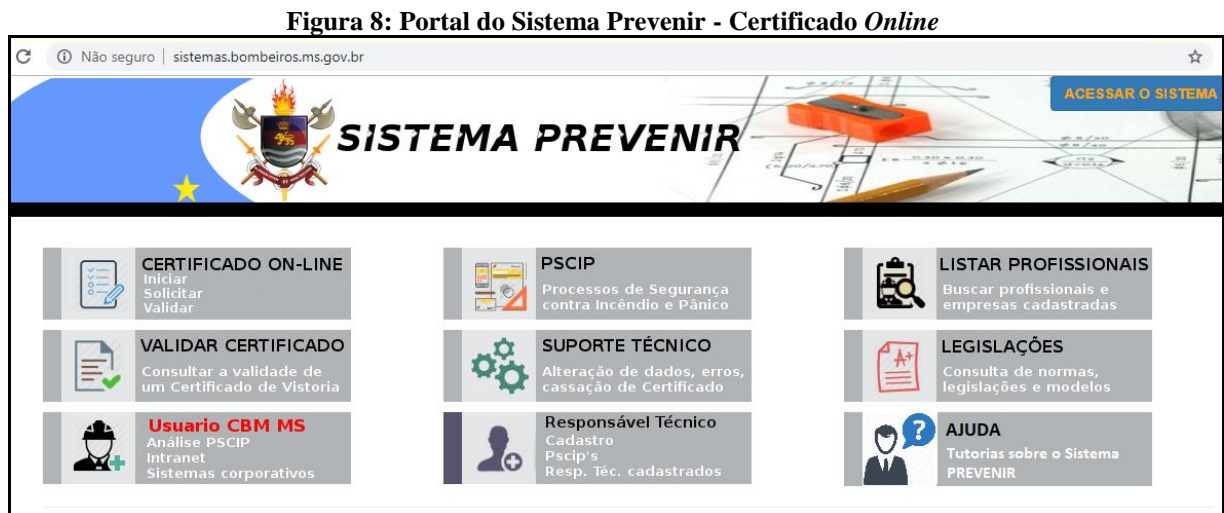 Figura 8: Portal do Sistema Prevenir - Certificado Online
Não seguro | sistemas.bombeiros.ms.gov.br
ACESSAR O SISTEMA
SISTEMA PREVENIR
CERTIFICADO ON-LINE
Iniciar
Solicitar
Validar
PSCIP
Processos de Segurança
contra Incêndio e Pânico
LISTAR PROFISSIONAIS
Buscar profissionais e
empresas cadastradas
VALIDAR CERTIFICADO
Consultar a validade de
um Certificado de Vistoria
SUPORTE TÉCNICO
Alteração de dados, erros,
cassação de Certificado
LEGISLAÇÕES
Consulta de normas,
legislações e modelos
A+
Usuario CBM MS
Análise PSCIP
Intranet
Sistemas corporativos
Responsável Técnico
Cadastro
Pscip's
Resp. Téc. cadastrados
?
AJUDA
Tutorias sobre o Sistema
PREVENIR